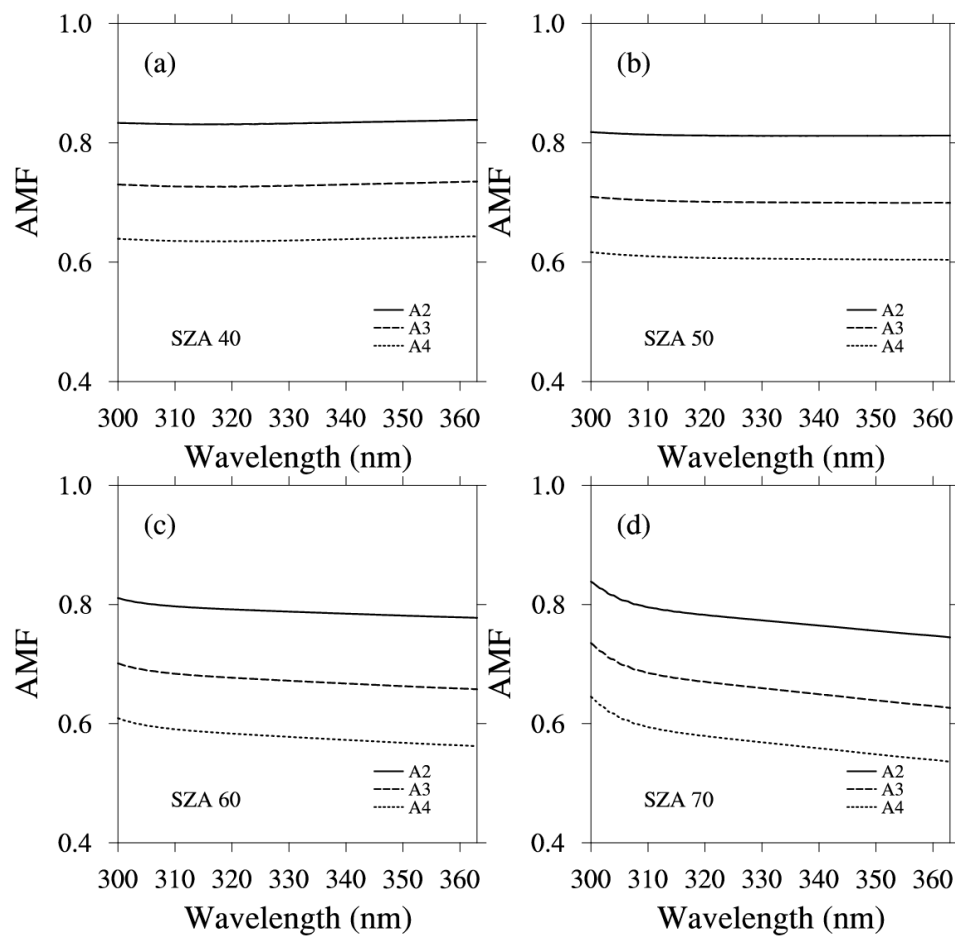 1.0
(a)
0.8
AMF
0.6
A2
A3
SZA 40
A4
0.4
300 310 320 330 340 350 360
Wavelength (nm)
1.0
(b)
0.8
AMF
0.6
A2
A3
SZA 50
A4
0.4
300 310 320 330 340 350 360
Wavelength (nm)
1.0
(c)
0.8
AMF
0.6
A2
A3
SZA 60
A4
0.4
300 310 320 330 340 350 360
Wavelength (nm)
1.0
(d)
0.8
AMF
0.6
A2
A3
SZA 70
A4
0.4
300 310 320 330 340 350 360
Wavelength (nm)